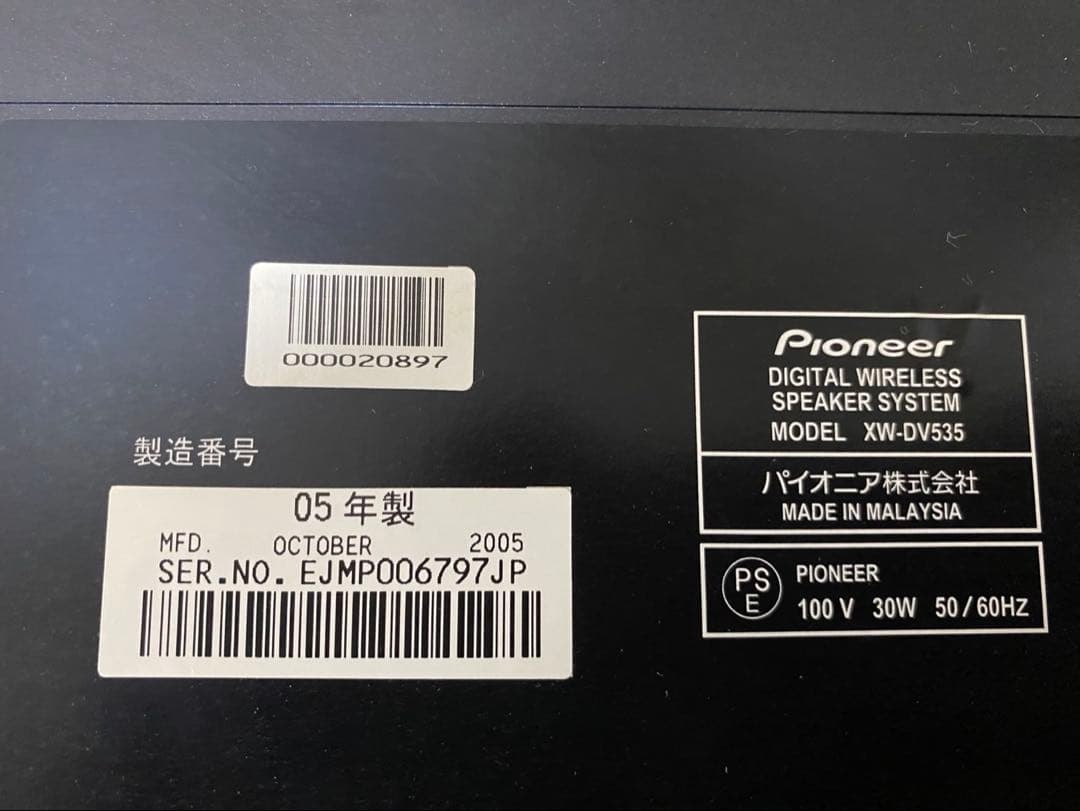 000020897
製造番号
05年製
MFD. OCTOBER 2005
SER.NO. EJMP006797JP
Pioneer
DIGITAL WIRELESS
SPEAKER SYSTEM
MODEL XW-DV535
パイオニア株式会社
MADE IN MALAYSIA
PS
E
PIONEER
100 V 30W 50/60Hz